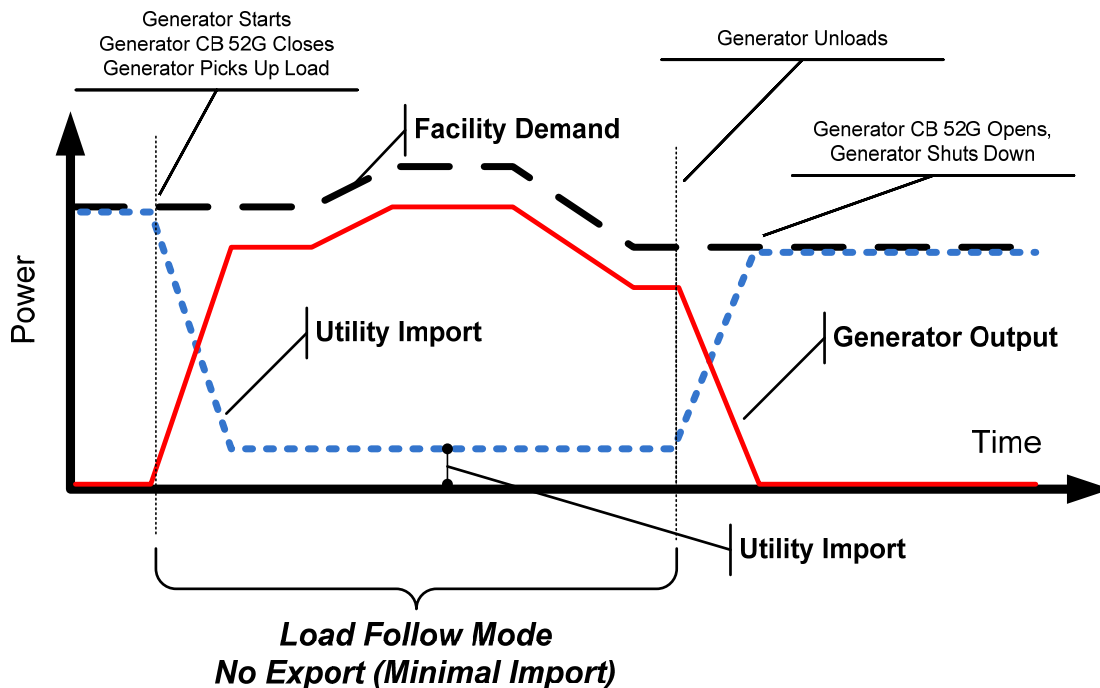 Generator Starts
Generator CB 52G Closes
Generator Picks Up Load
Generator Unloads
Facility Demand
Generator CB 52G Opens,
Generator Shuts Down
Power
Utility Import
Generator Output
Time
Utility Import
Load Follow Mode
No Export (Minimal Import)